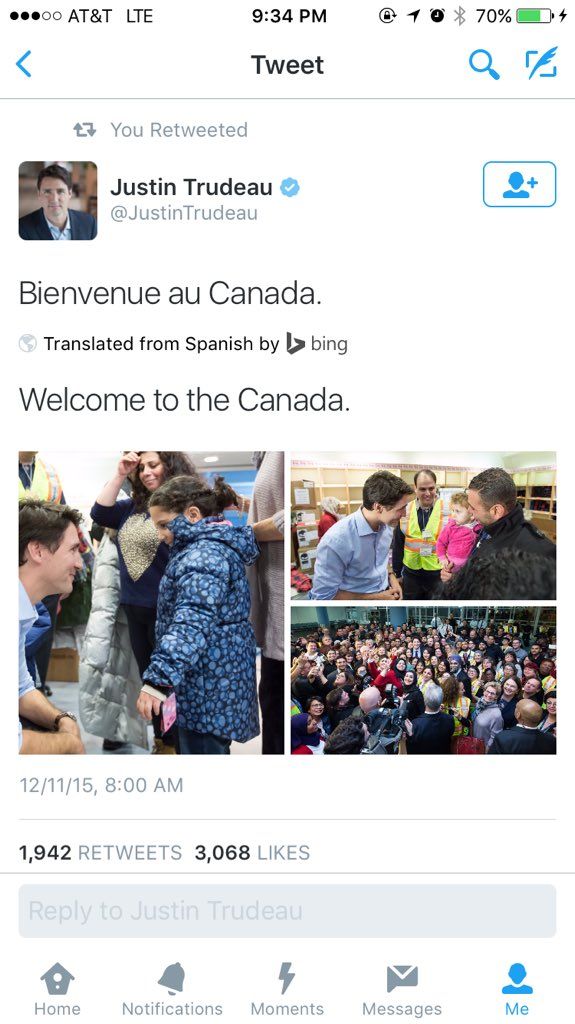 AT&T LTE 9:34 PM 70%
Tweet
You Retweeted
Justin Trudeau
@JustinTrudeau
Bienvenue au Canada.
Translated from Spanish by bing
Welcome to the Canada.
12/11/15, 8:00 AM
1,942 RETWEETS 3,068 LIKES
Reply to Justin Trudeau
Home Notifications Moments Messages Me